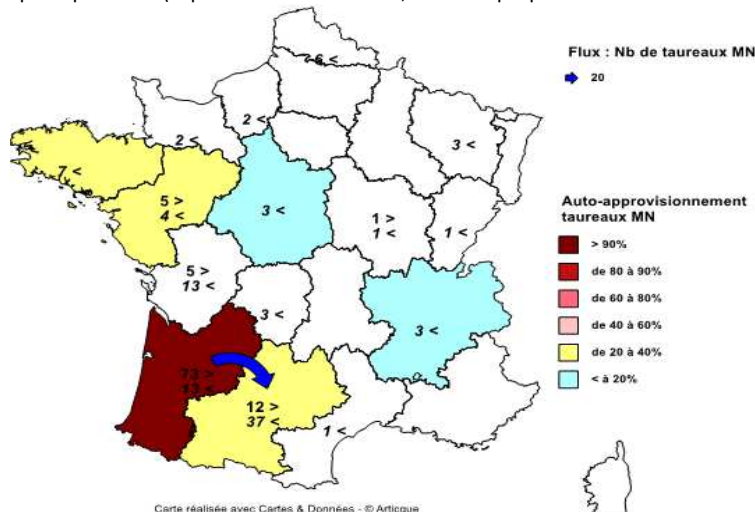 6 <
Flux : Nb de taureaux MN
20
2 <
2 <
3 <
7 <
5 >
4 <
3 <
1 >
1 <
1 <
Auto-approvisionnement
taureaux MN
> 90%
de 80 à 90%
de 60 à 80%
de 40 à 60%
de 20 à 40%
< à 20%
5 >
13 <
3 <
3 <
73 >
13 <
12 >
37 <
1 <
Carte réalisée avec Cartes & Données - © Articque